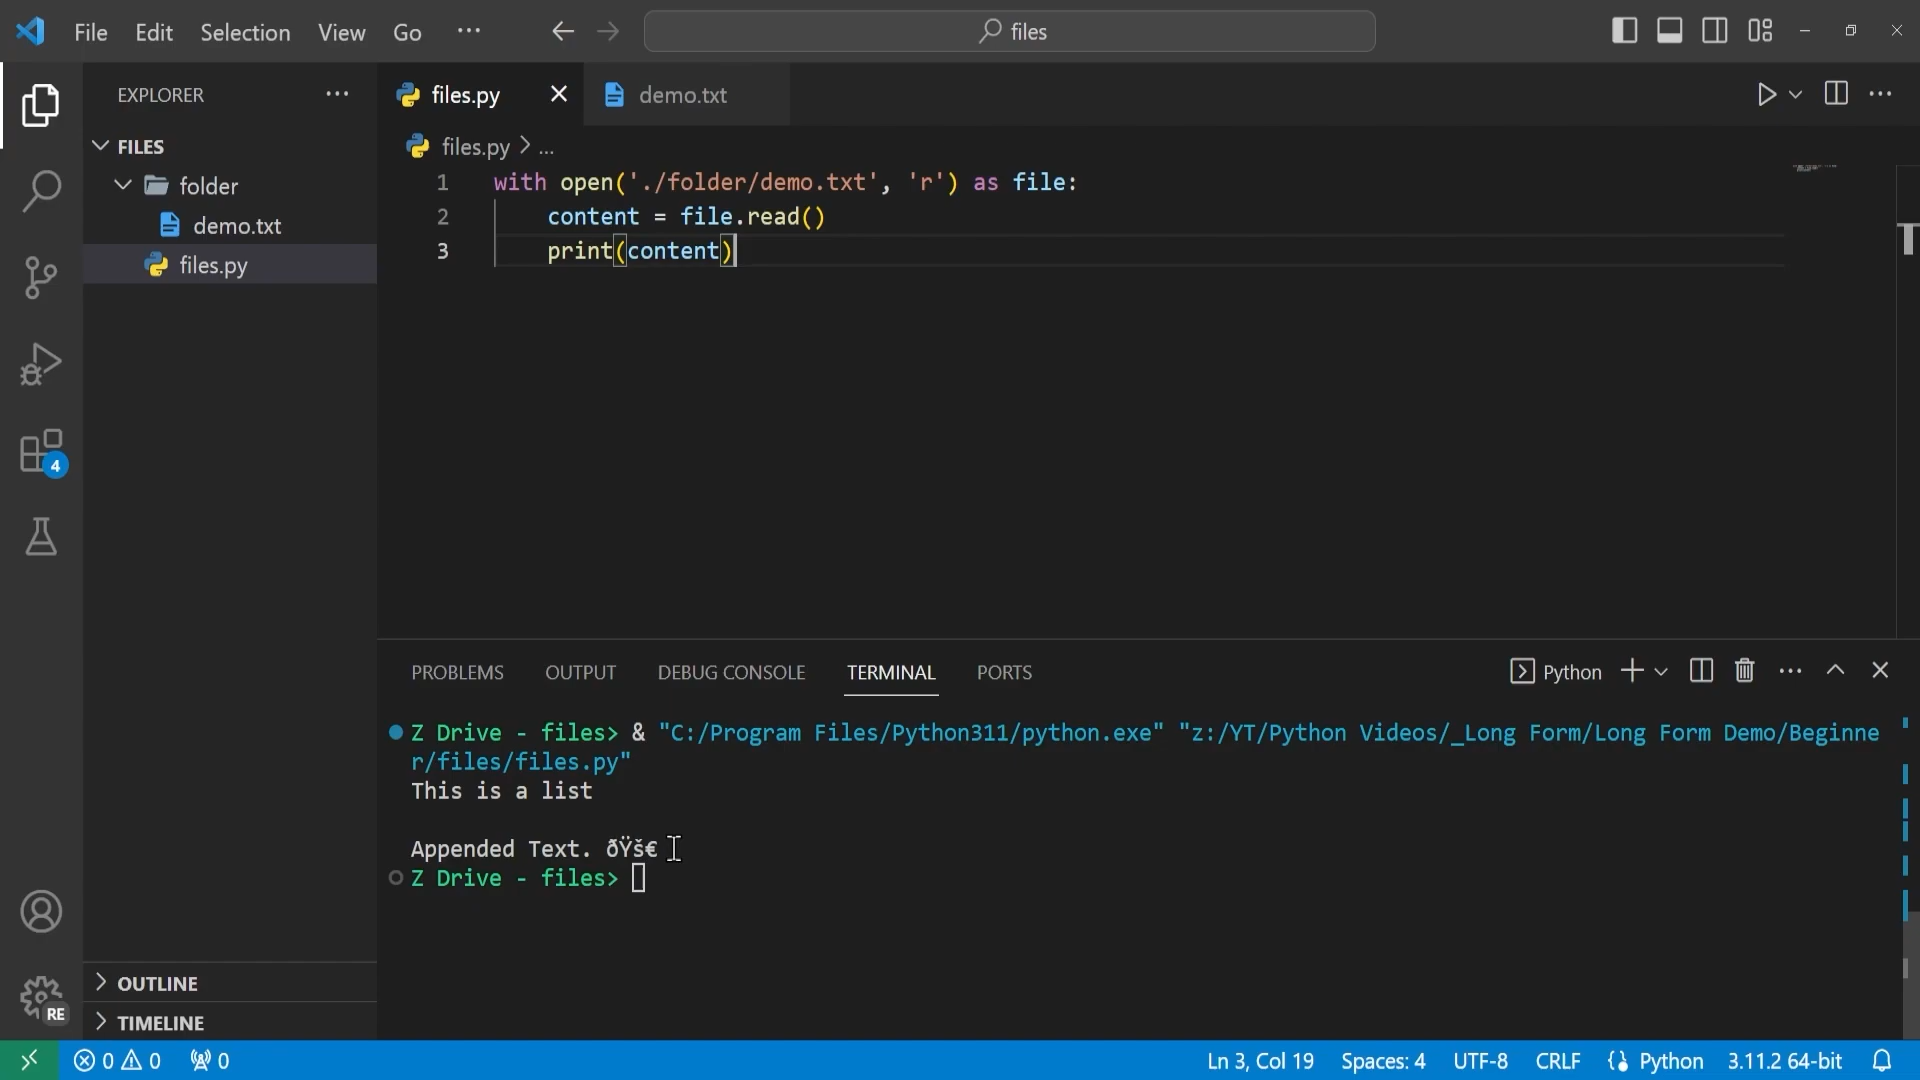 File Edit Selection View Go ··· files
EXPLORER ···
FILES
folder
demo.txt
files.py
files.py demo.txt
files.py > ...
1 with open('./folder/demo.txt', 'r') as file:
2 content = file.read()
3 print(content)
PROBLEMS OUTPUT DEBUG CONSOLE TERMINAL PORTS Python
Z Drive - files> & "C:/Program Files/Python311/python.exe" "z:/YT/Python Videos/_Long Form/Long Form Demo/Beginne
r/files/files.py"
This is a list
Appended Text. ðŸš€
Z Drive - files>
4
RE
OUTLINE
TIMELINE
0 0 0 Ln 3, Col 19 Spaces: 4 UTF-8 CRLF Python 3.11.2 64-bit